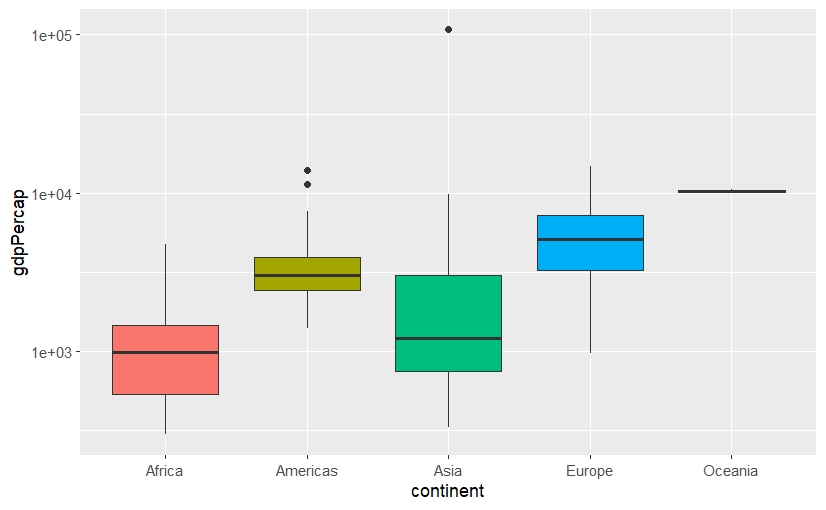 1e+05
1e+04
1e+03
gdpPercap
Africa Americas Asia Europe Oceania
continent